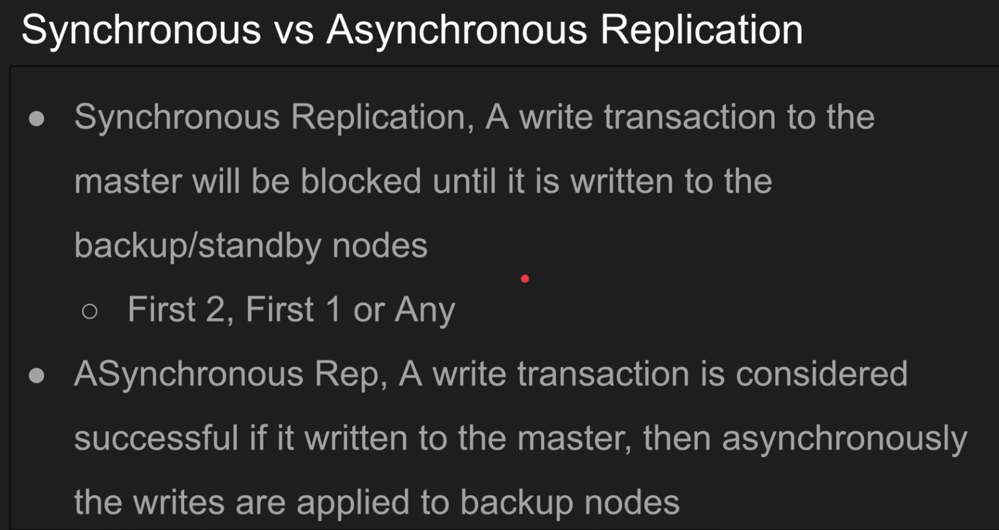 Synchronous vs Asynchronous Replication
● Synchronous Replication, A write transaction to the
master will be blocked until it is written to the
backup/standby nodes
○ First 2, First 1 or Any
● ASynchronous Rep, A write transaction is considered
successful if it written to the master, then asynchronously
the writes are applied to backup nodes